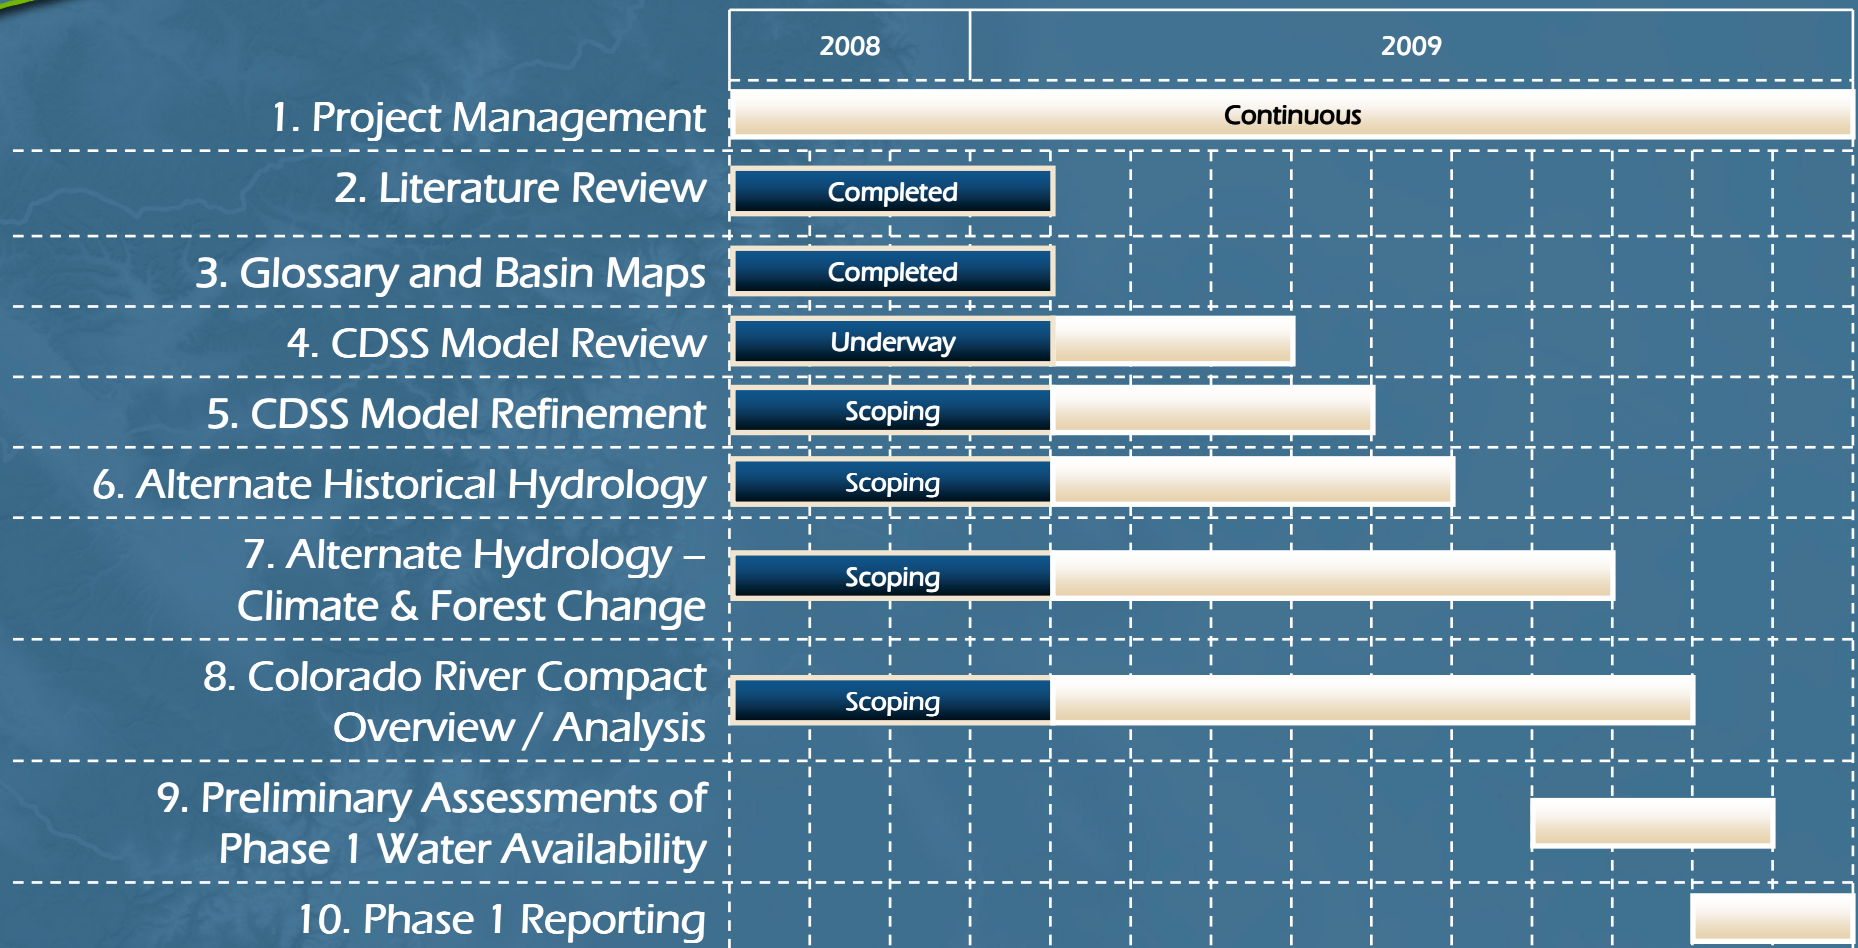 2008 2009
1. Project Management Continuous
2. Literature Review Completed
3. Glossary and Basin Maps Completed
4. CDSS Model Review Underway
5. CDSS Model Refinement Scoping
6. Alternate Historical Hydrology Scoping
7. Alternate Hydrology –
Climate & Forest Change
Scoping
8. Colorado River Compact
Overview / Analysis
Scoping
9. Preliminary Assessments of
Phase 1 Water Availability
10. Phase 1 Reporting